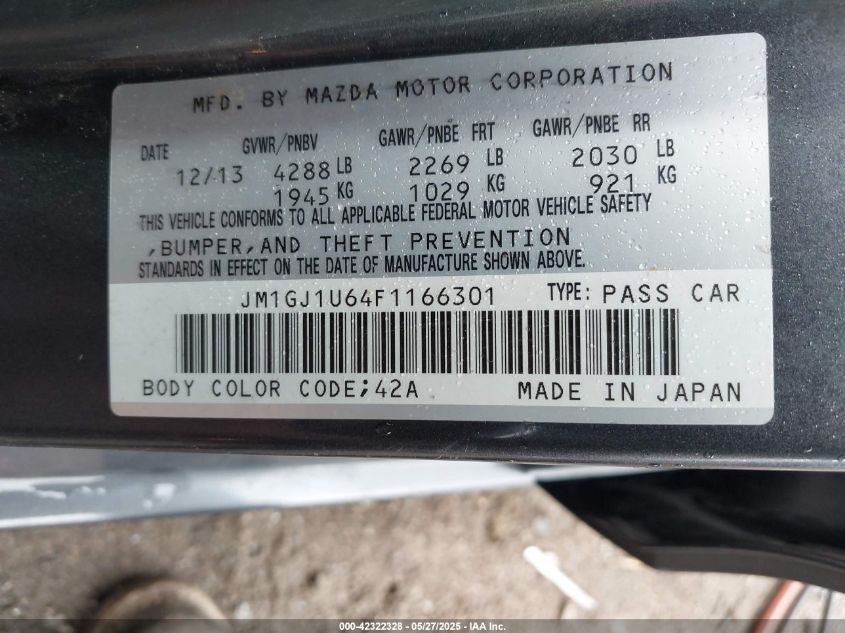 MFD. BY MAZDA MOTOR CORPORATION
DATE GVWR/PNBV GAWR/PNBE FRT GAWR/PNBE RR
12/13 4288 LB 2269 LB 2030 LB
1945 KG 1029 KG 921 KG
THIS VEHICLE CONFORMS TO ALL APPLICABLE FEDERAL MOTOR VEHICLE SAFETY
,BUMPER,AND THEFT PREVENTION
STANDARDS IN EFFECT ON THE DATE OF MANUFACTURE SHOWN ABOVE.
JM1GJ1U64F1166301 TYPE: PASS CAR
BODY COLOR CODE;42A MADE IN JAPAN
000-42322328 - 05/27/2025 - IAA Inc.